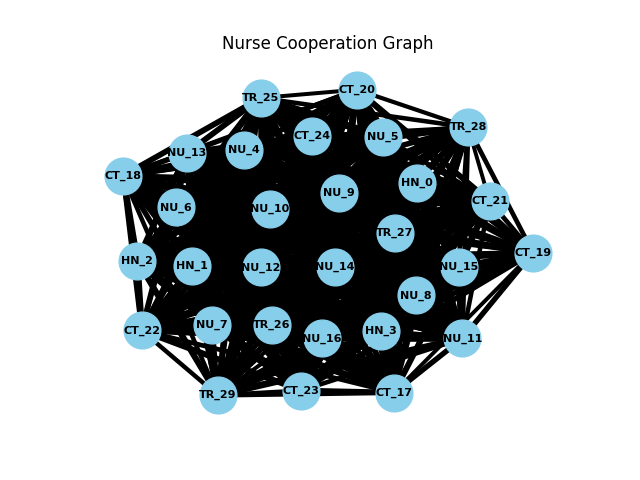 Nurse Cooperation Graph
CT_20
TR_25
TR_28
CT_24
NU_5
NU_4
NU_13
CT_18
HN_0
NU_9
CT_21
NU_6
NU_10
TR_27
CT_19
HN_2
HN_1
NU_12
NU_14
NU_15
NU_8
NU_7
TR_26
CT_22
HN_3
NU_16
NU_11
CT_23
CT_17
TR_29